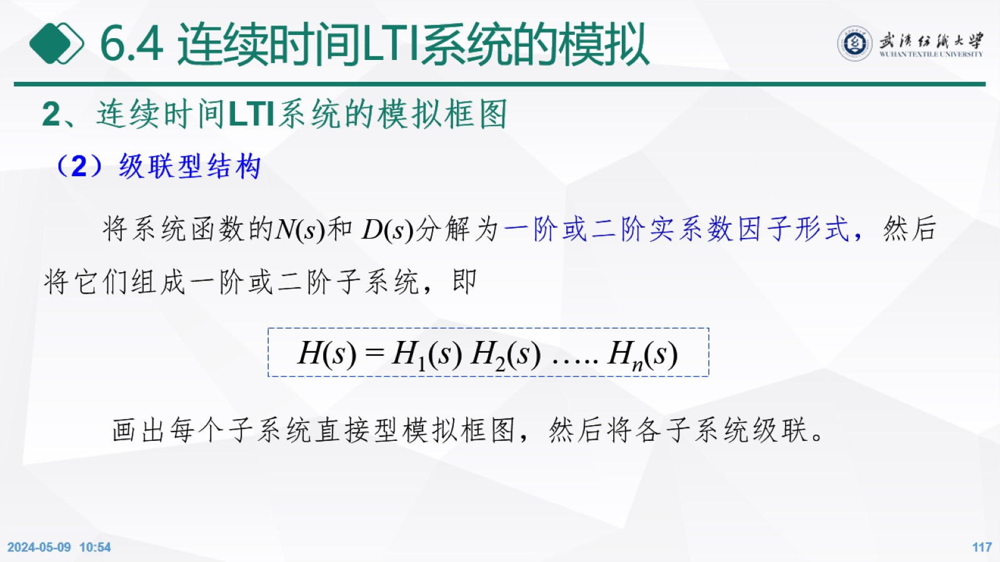 6.4 连续时间LTI系统的模拟
武汉纺织大学
WUHAN TEXTILE UNIVERSITY
2、连续时间LTI系统的模拟框图
（2）级联型结构
将系统函数的N(s)和 D(s)分解为一阶或二阶实系数因子形式，然后
将它们组成一阶或二阶子系统，即
H(s) = H₁(s) H₂(s) ….. Hₙ(s)
画出每个子系统直接型模拟框图，然后将各子系统级联。
2024-05-09 10:54
117